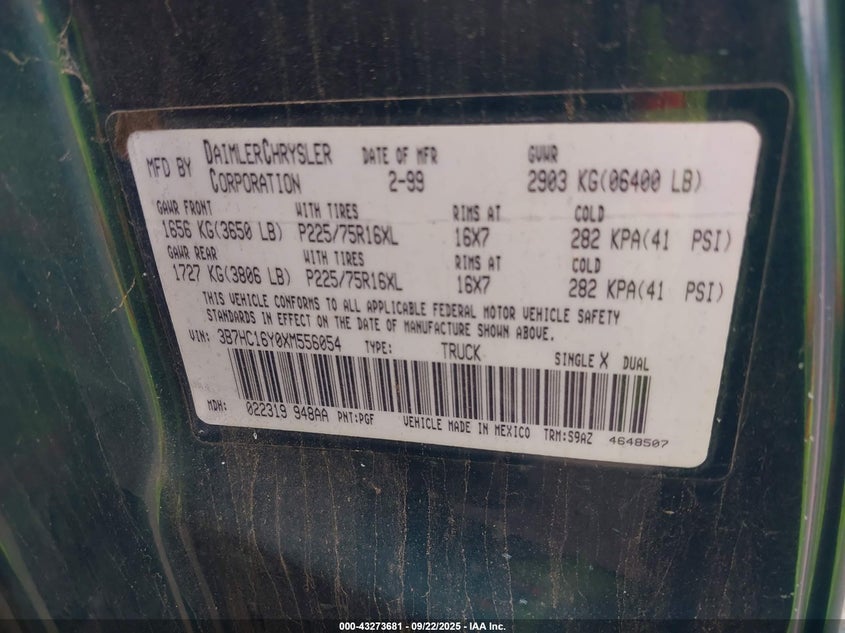 MFD BY DAIMLERCHRYSLER CORPORATION DATE OF MFR 2-99 GVWR 2903 KG(06400 LB)
GAWR FRONT WITH TIRES RIMS AT COLD
1656 KG(3650 LB) P225/75R16XL 16X7 282 KPA(41 PSI)
GAWR REAR WITH TIRES RIMS AT COLD
1727 KG(3806 LB) P225/75R16XL 16X7 282 KPA(41 PSI)
THIS VEHICLE CONFORMS TO ALL APPLICABLE FEDERAL MOTOR VEHICLE SAFETY
STANDARDS IN EFFECT ON THE DATE OF MANUFACTURE SHOWN ABOVE.
VIN: 3B7HC16Y0XM556054 TYPE: TRUCK SINGLE X DUAL
MDH: 022319 948AA PNT:PGF VEHICLE MADE IN MEXICO TRM:S9AZ 4648507
000-43273681 - 09/22/2025 - IAA Inc.